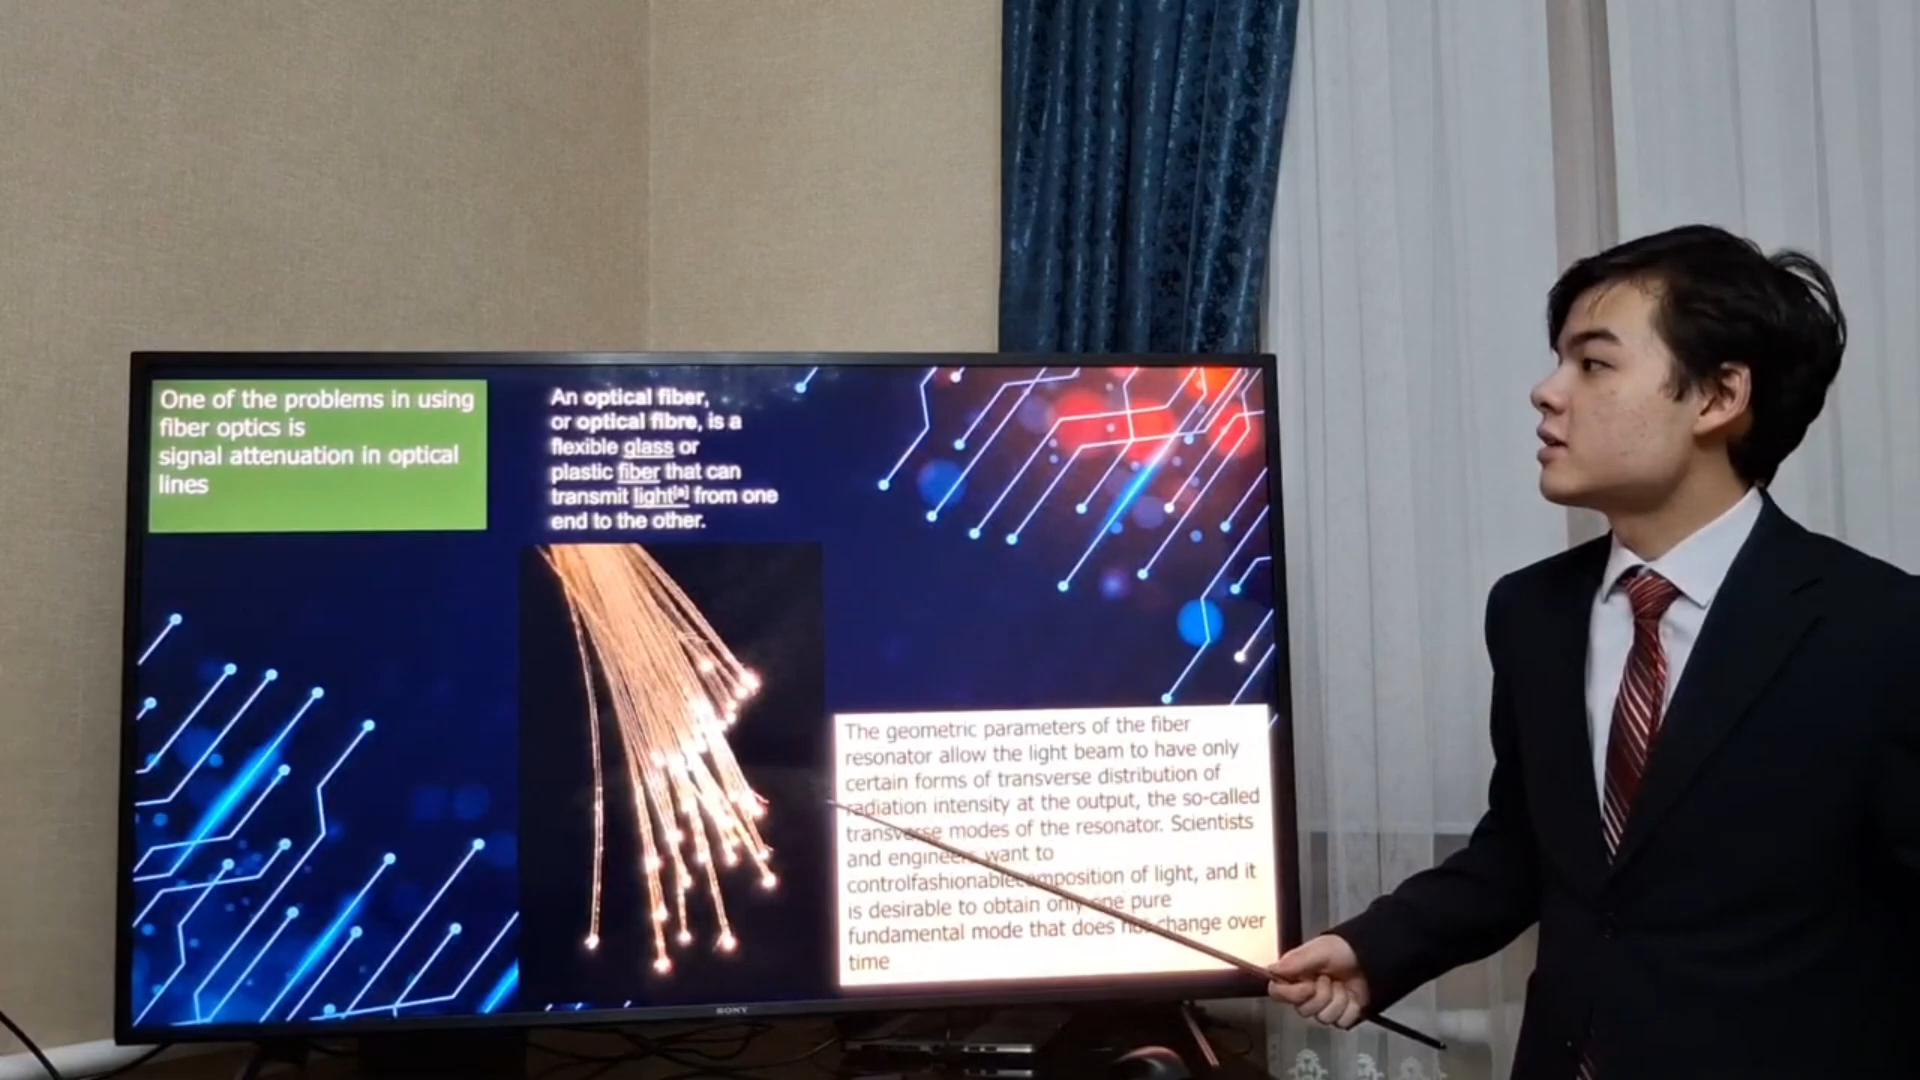 One of the problems in using
fiber optics is
signal attenuation in optical
lines
An optical fiber,
or optical fibre, is a
flexible glass or
plastic fiber that can
transmit light[a] from one
end to the other.
The geometric parameters of the fiber
resonator allow the light beam to have only
certain forms of transverse distribution of
radiation intensity at the output, the so-called
transverse modes of the resonator. Scientists
and engineers want to
controlfashionablecomposition of light, and it
is desirable to obtain only one pure
fundamental mode that does not change over
time
SONY